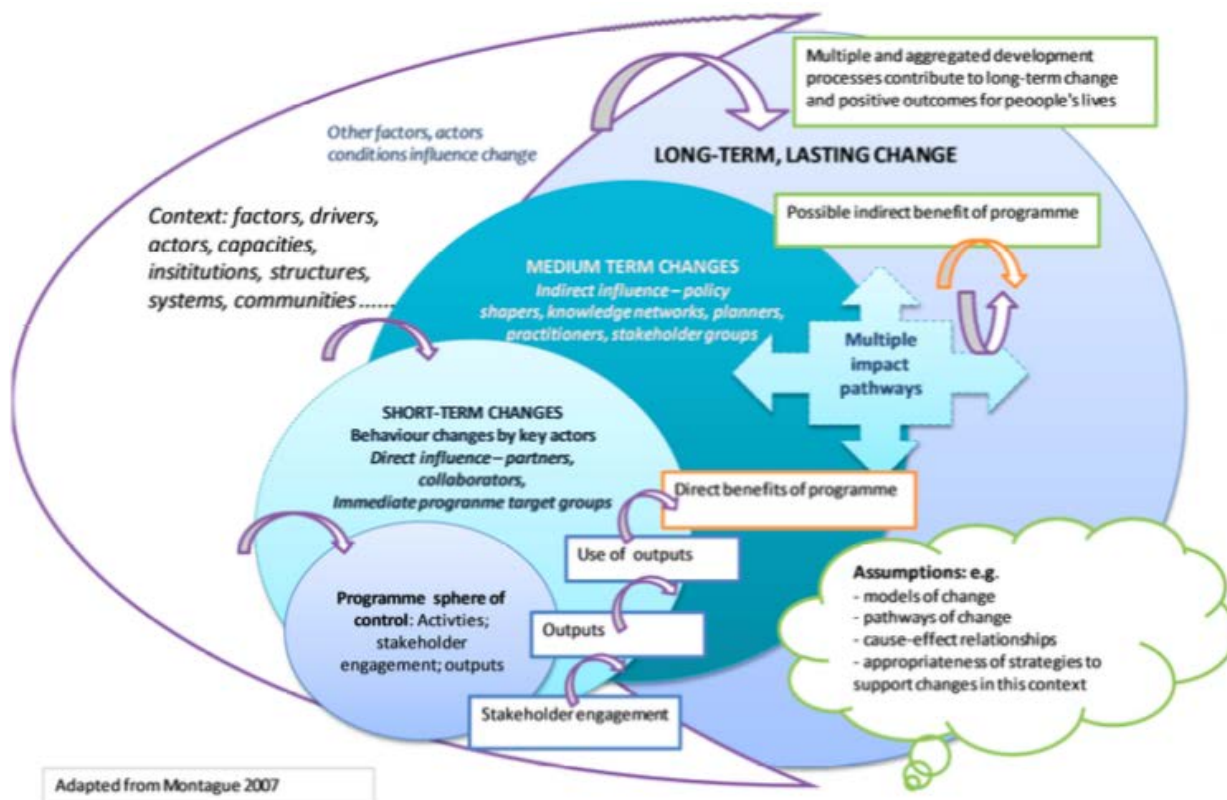 Multiple and aggregated development
processes contribute to long-term change
and positive outcomes for peoople's lives
Other factors, actors
conditions influence change
LONG-TERM, LASTING CHANGE
Context: factors, drivers,
actors, capacities,
insititutions, structures,
systems, communities ......
Possible indirect benefit of programme
MEDIUM TERM CHANGES
Indirect influence – policy
shapers, knowledge networks, planners,
practitioners, stakeholder groups
Multiple
impact
pathways
SHORT-TERM CHANGES
Behaviour changes by key actors
Direct influence – partners,
collaborators,
Immediate programme target groups
Direct benefits of programme
Use of outputs
Programme sphere of
control: Activties;
stakeholder
engagement; outputs
Outputs
Stakeholder engagement
Assumptions: e.g.
- models of change
- pathways of change
- cause-effect relationships
- appropriateness of strategies to
support changes in this context
Adapted from Montague 2007